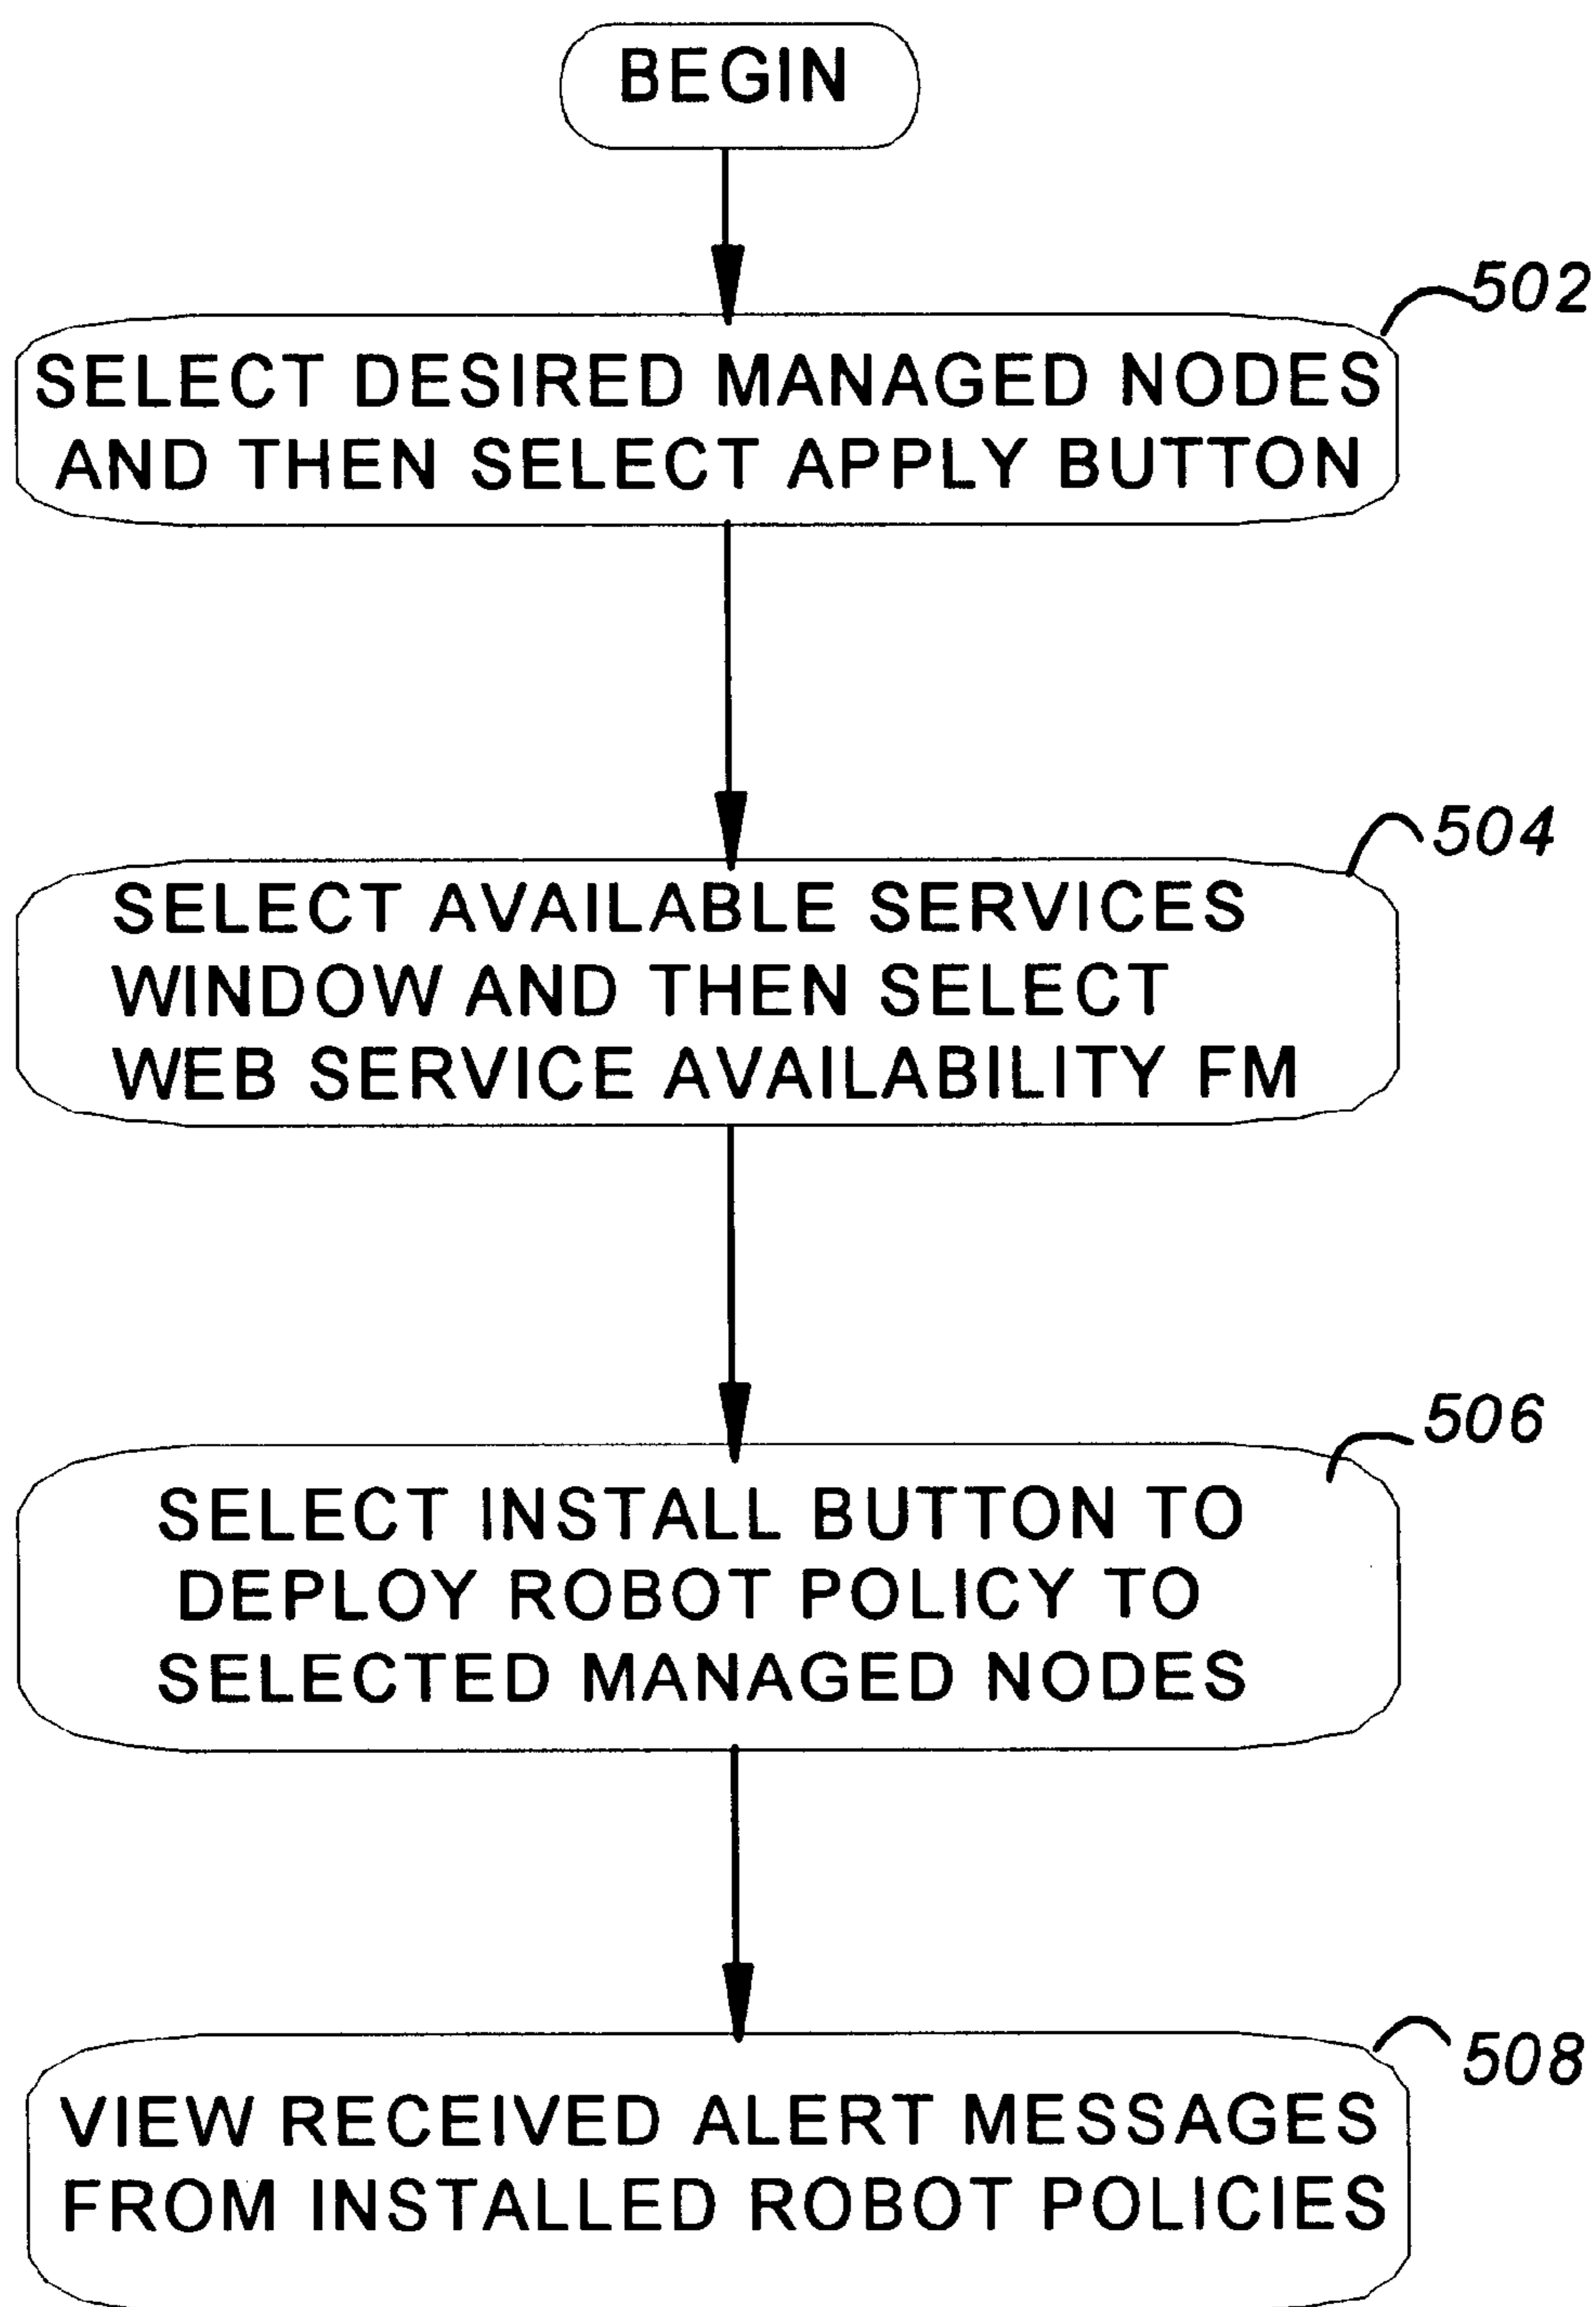 BEGIN
502
SELECT DESIRED MANAGED NODES
AND THEN SELECT APPLY BUTTON
504
SELECT AVAILABLE SERVICES
WINDOW AND THEN SELECT
WEB SERVICE AVAILABILITY FM
506
SELECT INSTALL BUTTON TO
DEPLOY ROBOT POLICY TO
SELECTED MANAGED NODES
508
VIEW RECEIVED ALERT MESSAGES
FROM INSTALLED ROBOT POLICIES